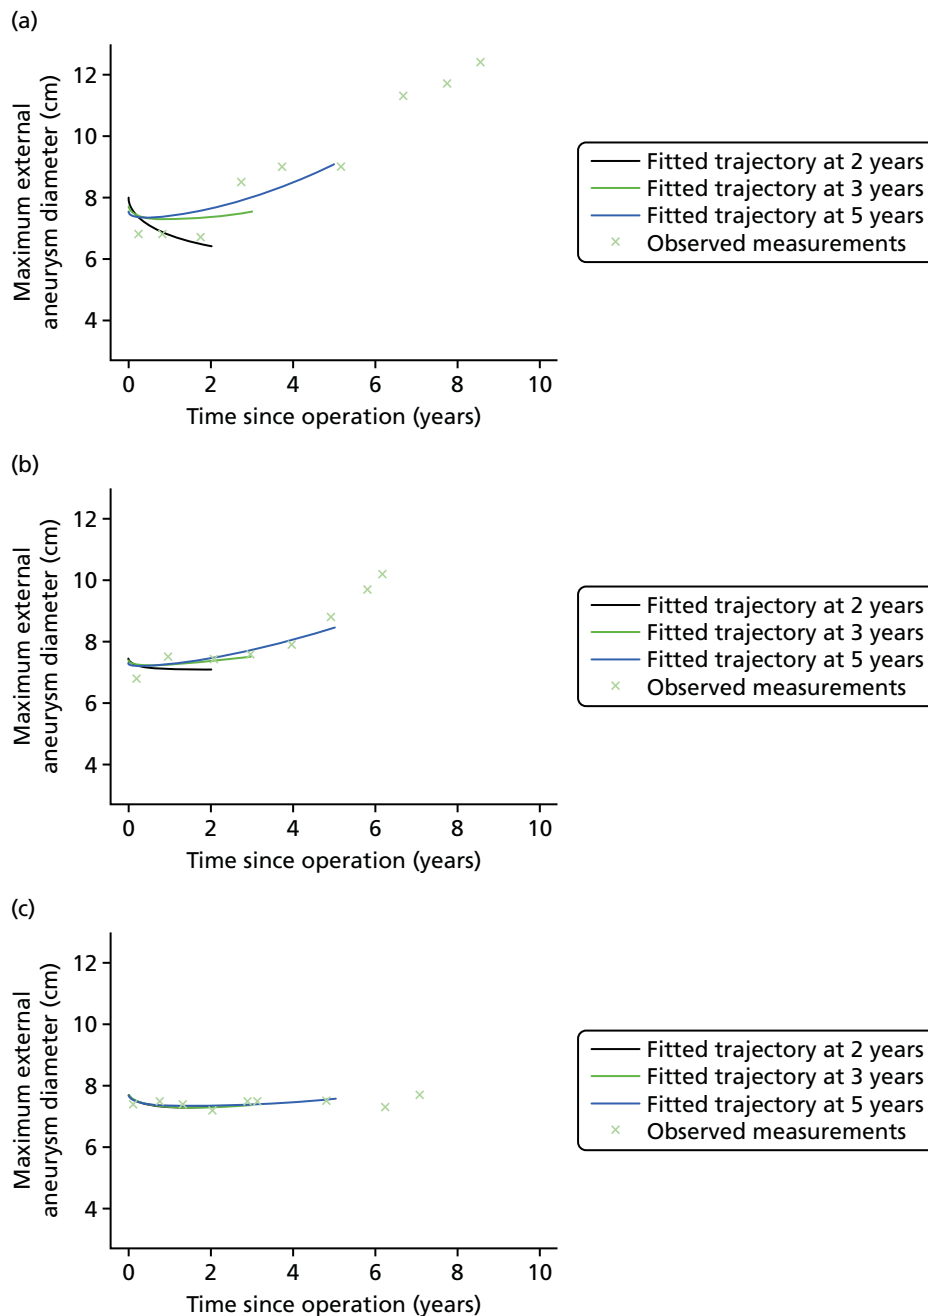 (a)
Maximum external
aneurysm diameter (cm)
12
10
8
6
4
0 2 4 6 8 10
Time since operation (years)
Fitted trajectory at 2 years
Fitted trajectory at 3 years
Fitted trajectory at 5 years
Observed measurements
(b)
Maximum external
aneurysm diameter (cm)
12
10
8
6
4
0 2 4 6 8 10
Time since operation (years)
Fitted trajectory at 2 years
Fitted trajectory at 3 years
Fitted trajectory at 5 years
Observed measurements
(c)
Maximum external
aneurysm diameter (cm)
12
10
8
6
4
0 2 4 6 8 10
Time since operation (years)
Fitted trajectory at 2 years
Fitted trajectory at 3 years
Fitted trajectory at 5 years
Observed measurements